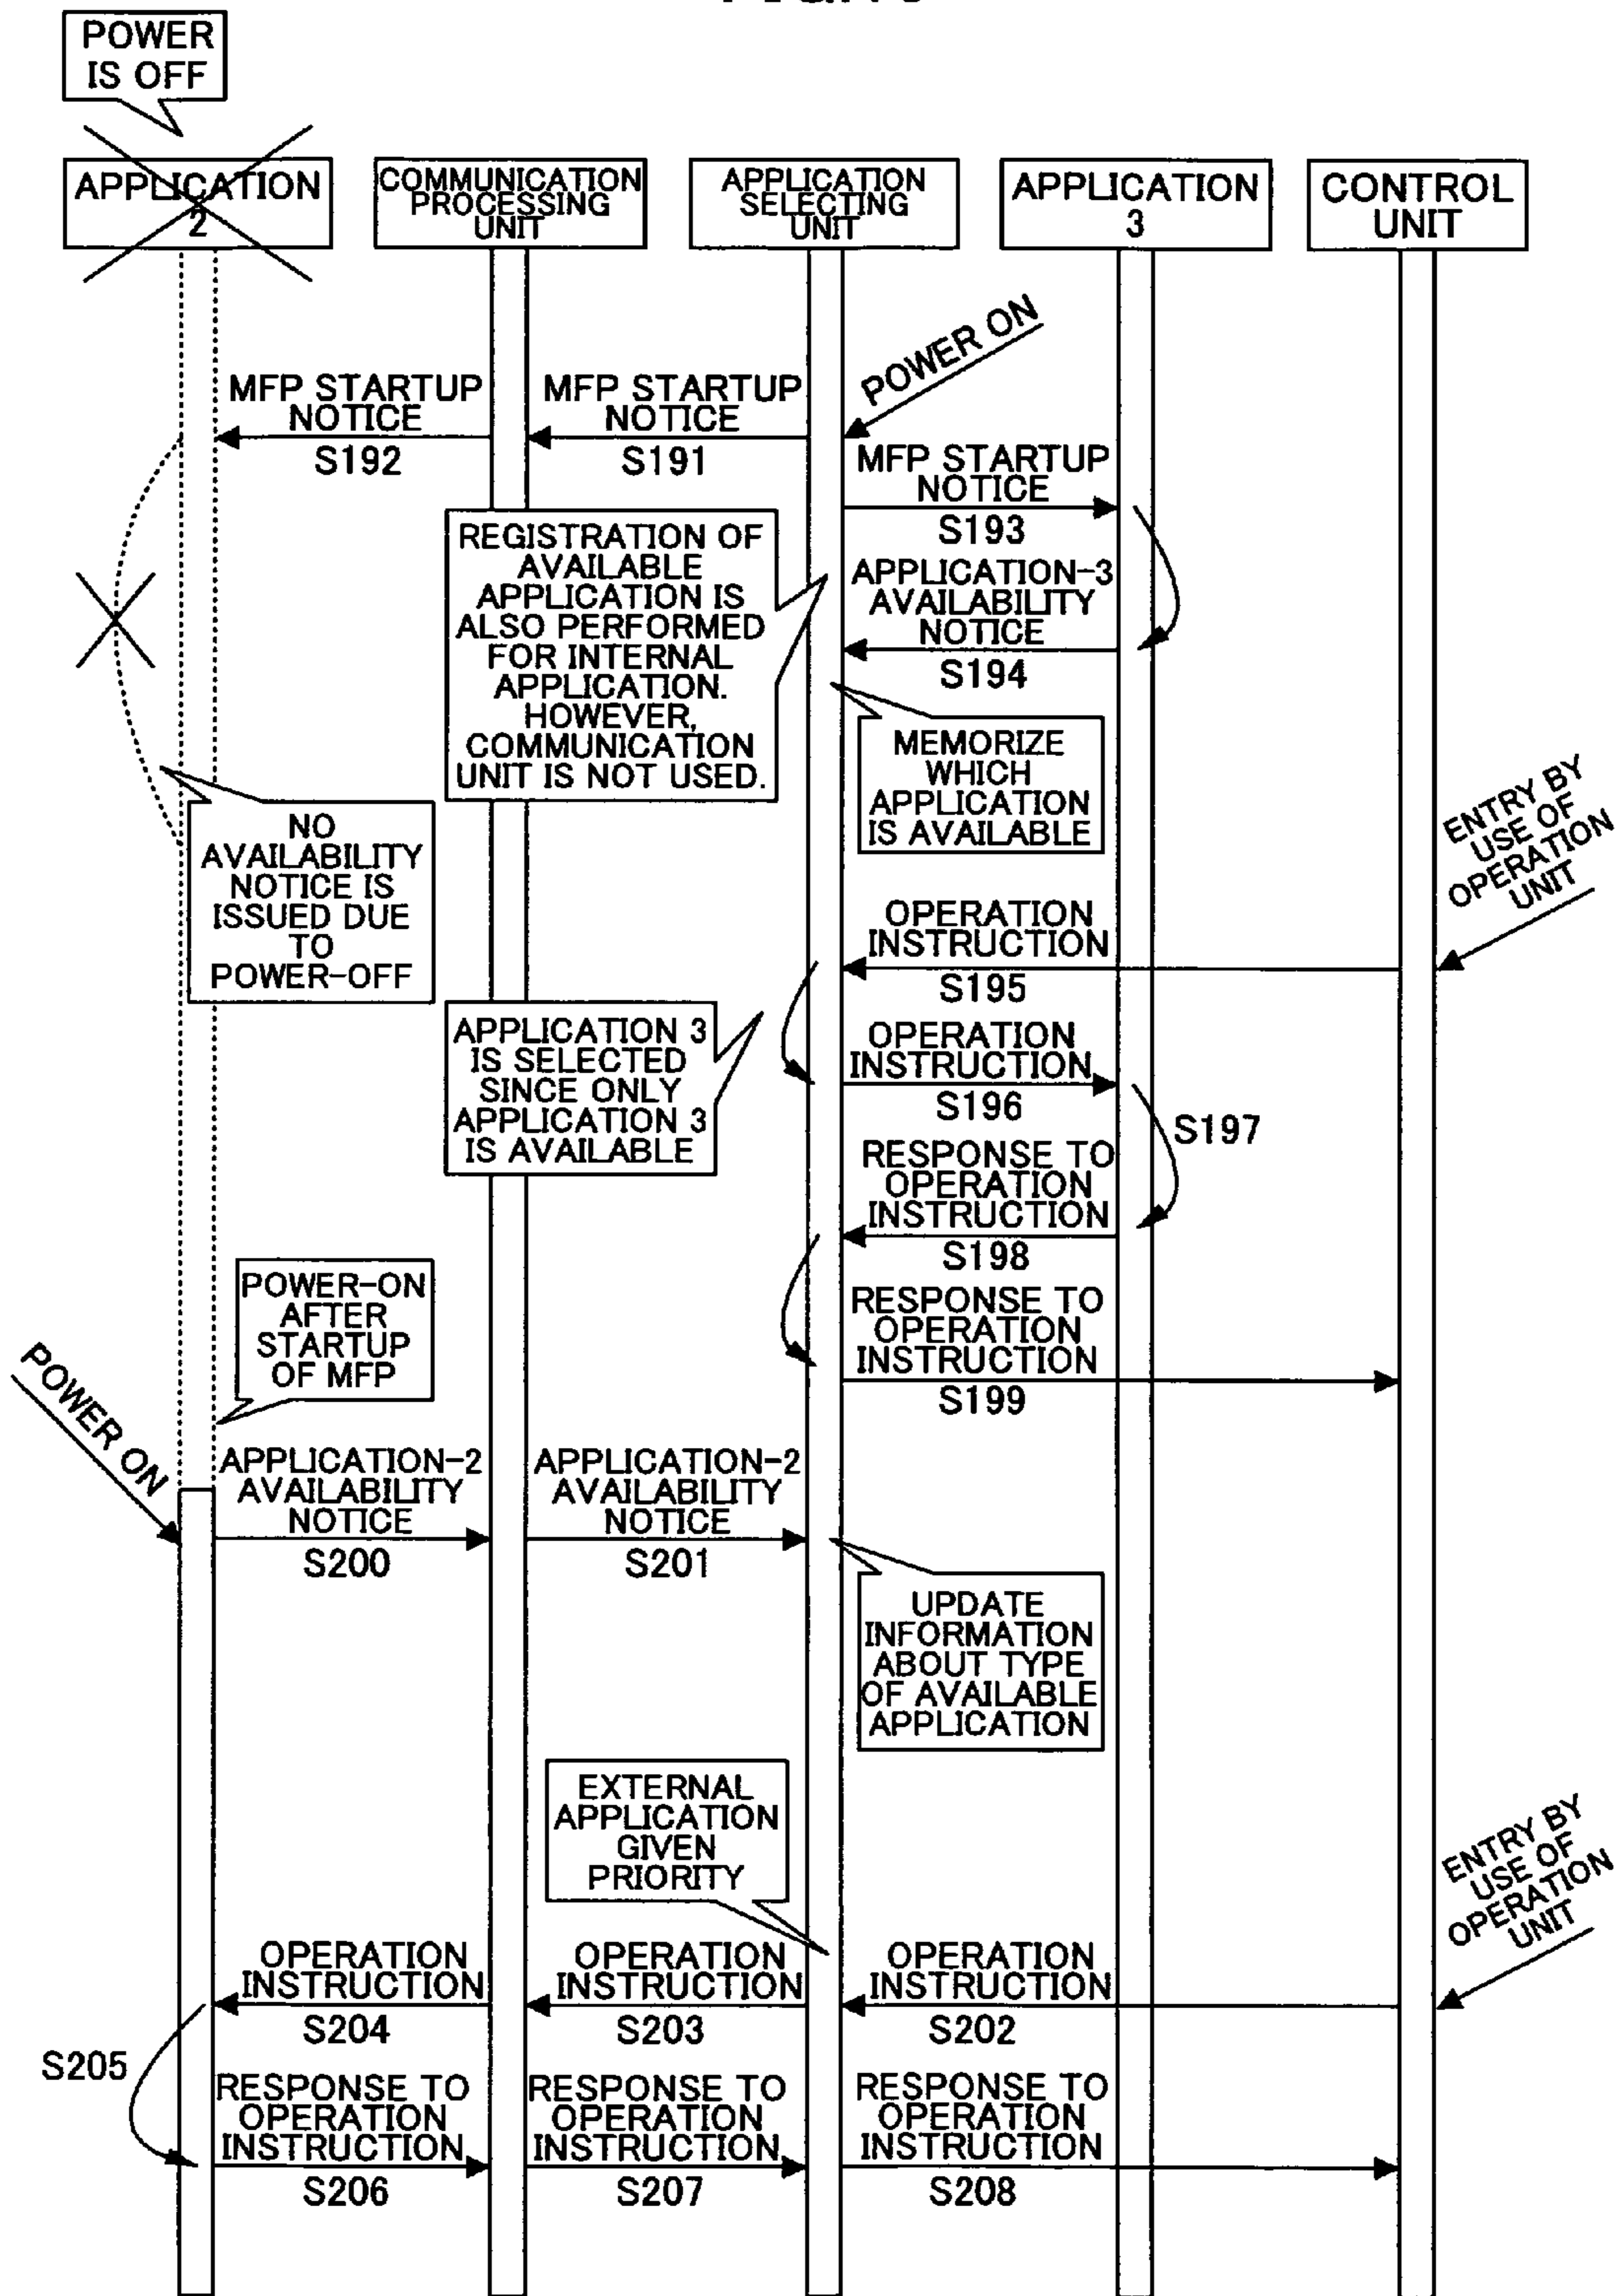 POWER
IS OFF
APPLICATION
2
COMMUNICATION
PROCESSING
UNIT
APPLICATION
SELECTING
UNIT
APPLICATION
3
CONTROL
UNIT
POWER ON
MFP STARTUP
NOTICE
S192
MFP STARTUP
NOTICE
S191
MFP STARTUP
NOTICE
S193
REGISTRATION OF
AVAILABLE
APPLICATION IS
ALSO PERFORMED
FOR INTERNAL
APPLICATION.
HOWEVER,
COMMUNICATION
UNIT IS NOT USED.
APPLICATION-3
AVAILABILITY
NOTICE
S194
MEMORIZE
WHICH
APPLICATION
IS AVAILABLE
NO
AVAILABILITY
NOTICE IS
ISSUED DUE
TO
POWER-OFF
ENTRY BY
USE OF
OPERATION
UNIT
OPERATION
INSTRUCTION
S195
APPLICATION 3
IS SELECTED
SINCE ONLY
APPLICATION 3
IS AVAILABLE
OPERATION
INSTRUCTION
S196
S197
RESPONSE TO
OPERATION
INSTRUCTION
S198
POWER-ON
AFTER
STARTUP
OF MFP
RESPONSE TO
OPERATION
INSTRUCTION
S199
POWER ON
APPLICATION-2
AVAILABILITY
NOTICE
S200
APPLICATION-2
AVAILABILITY
NOTICE
S201
UPDATE
INFORMATION
ABOUT TYPE
OF AVAILABLE
APPLICATION
EXTERNAL
APPLICATION
GIVEN
PRIORITY
ENTRY BY
USE OF
OPERATION
UNIT
OPERATION
INSTRUCTION
S204
OPERATION
INSTRUCTION
S203
OPERATION
INSTRUCTION
S202
S205
RESPONSE TO
OPERATION
INSTRUCTION
S206
RESPONSE TO
OPERATION
INSTRUCTION
S207
RESPONSE TO
OPERATION
INSTRUCTION
S208